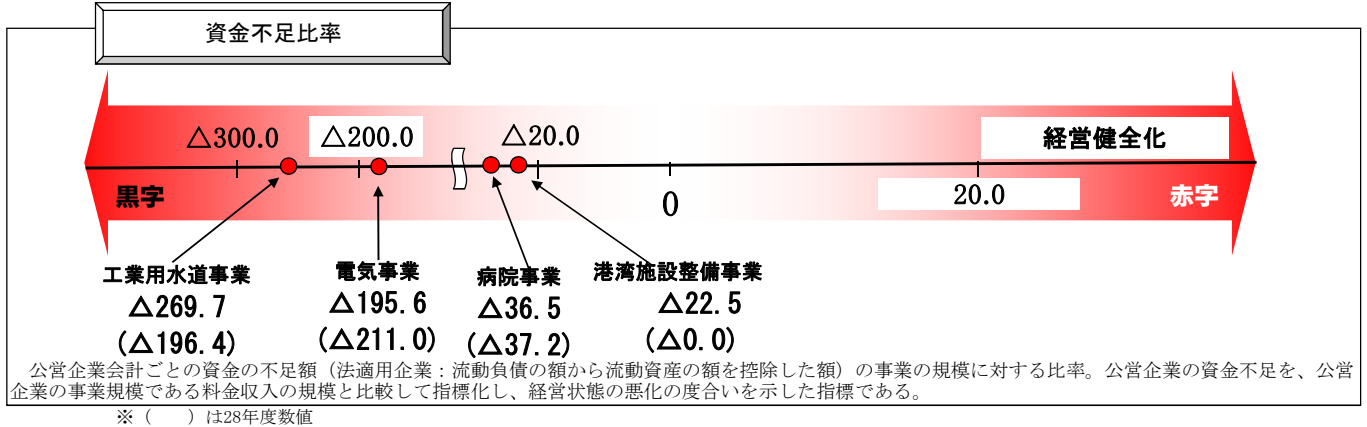 資金不足比率
△300.0
△200.0
△20.0
経営健全化
黒字
0
20.0
赤字
工業用水道事業
△269.7
(△196.4)
電気事業
△195.6
(△211.0)
病院事業
△36.5
(△37.2)
港湾施設整備事業
△22.5
(△0.0)
公営企業会計ごとの資金の不足額（法適用企業：流動負債の額から流動資産の額を控除した額）の事業の規模に対する比率。公営企業の資金不足を、公営
企業の事業規模である料金収入の規模と比較して指標化し、経営状態の悪化の度合いを示した指標である。
※（　　）は28年度数値